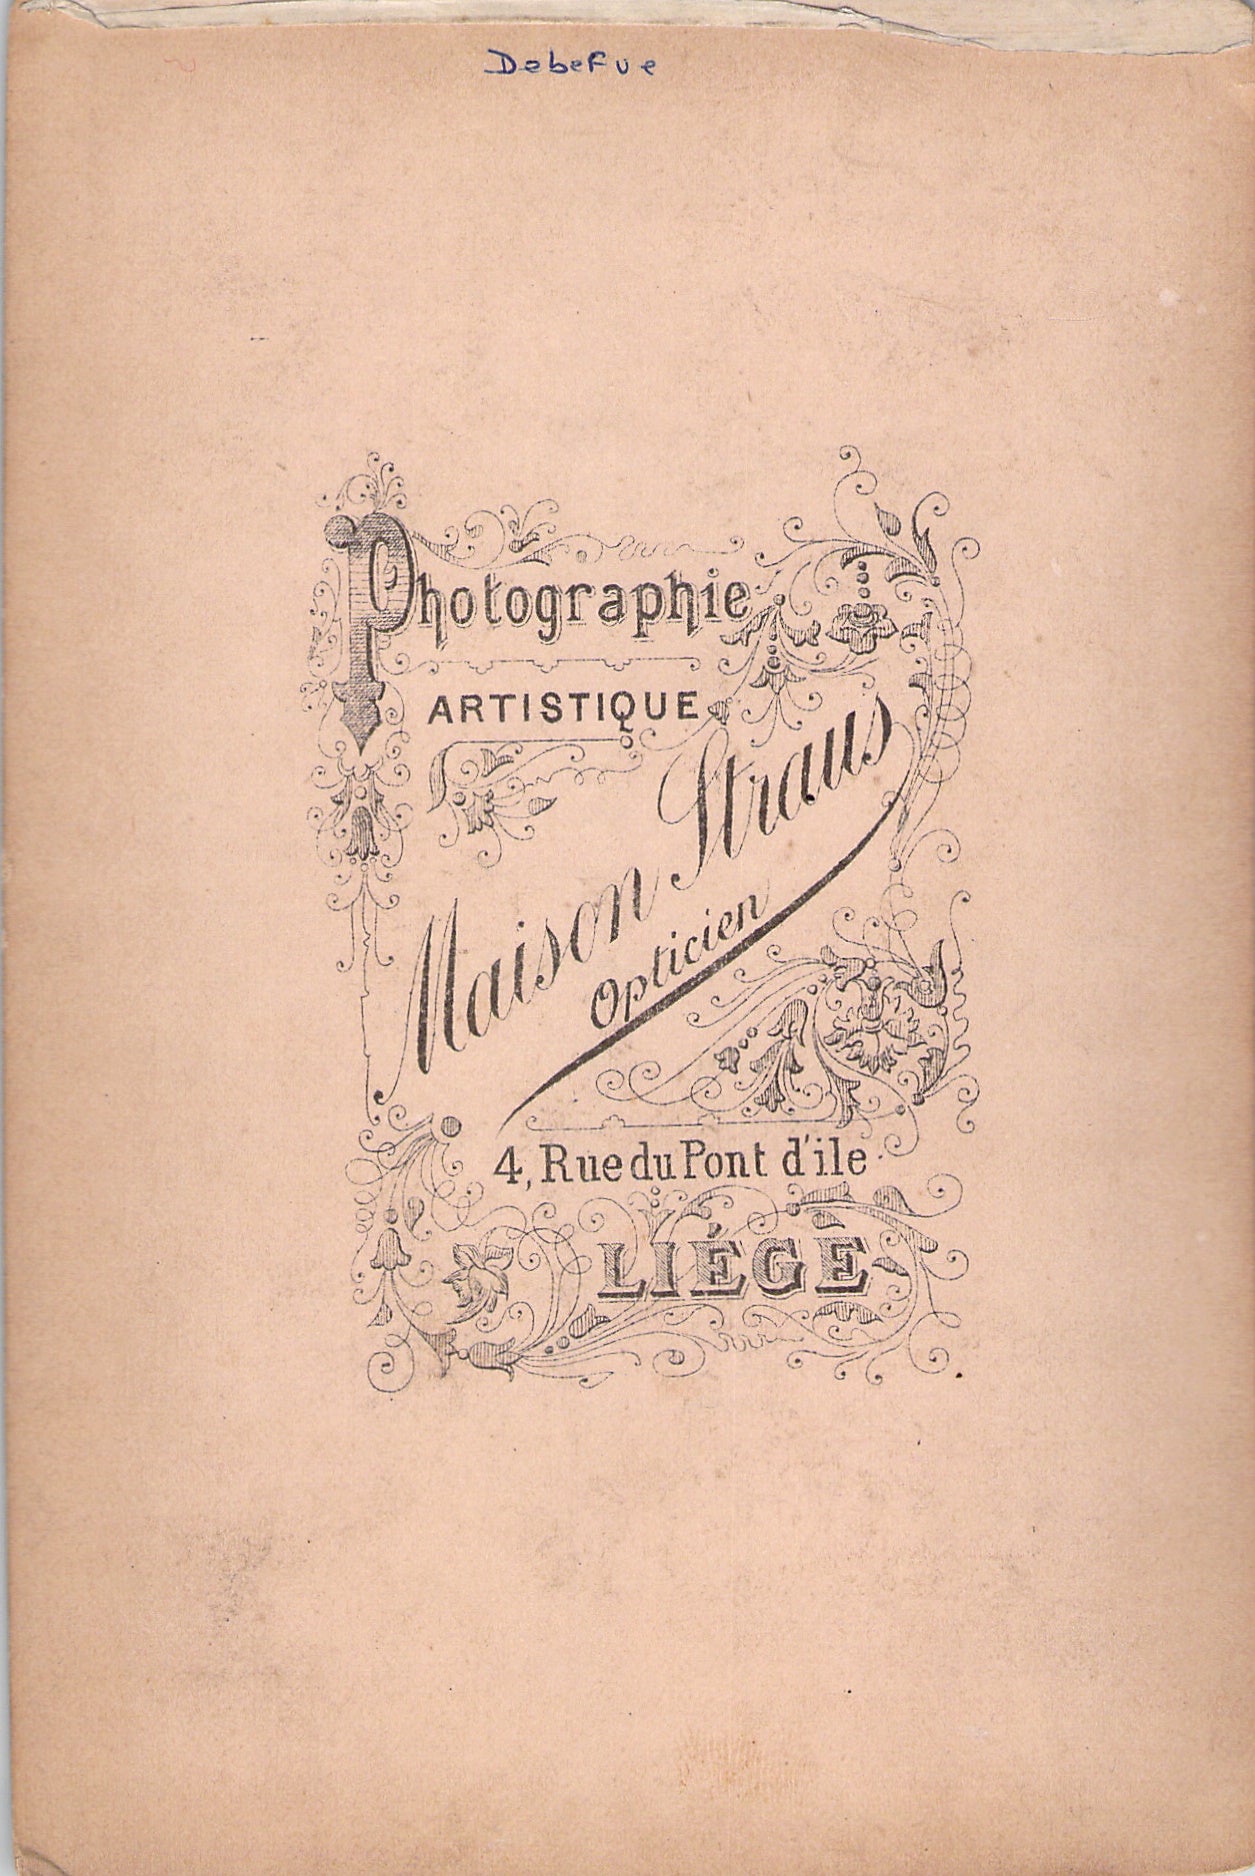 Debefue
Photographie
ARTISTIQUE
Maison Straus
Opticien
4, Rue du Pont d'ile
LIÉGE